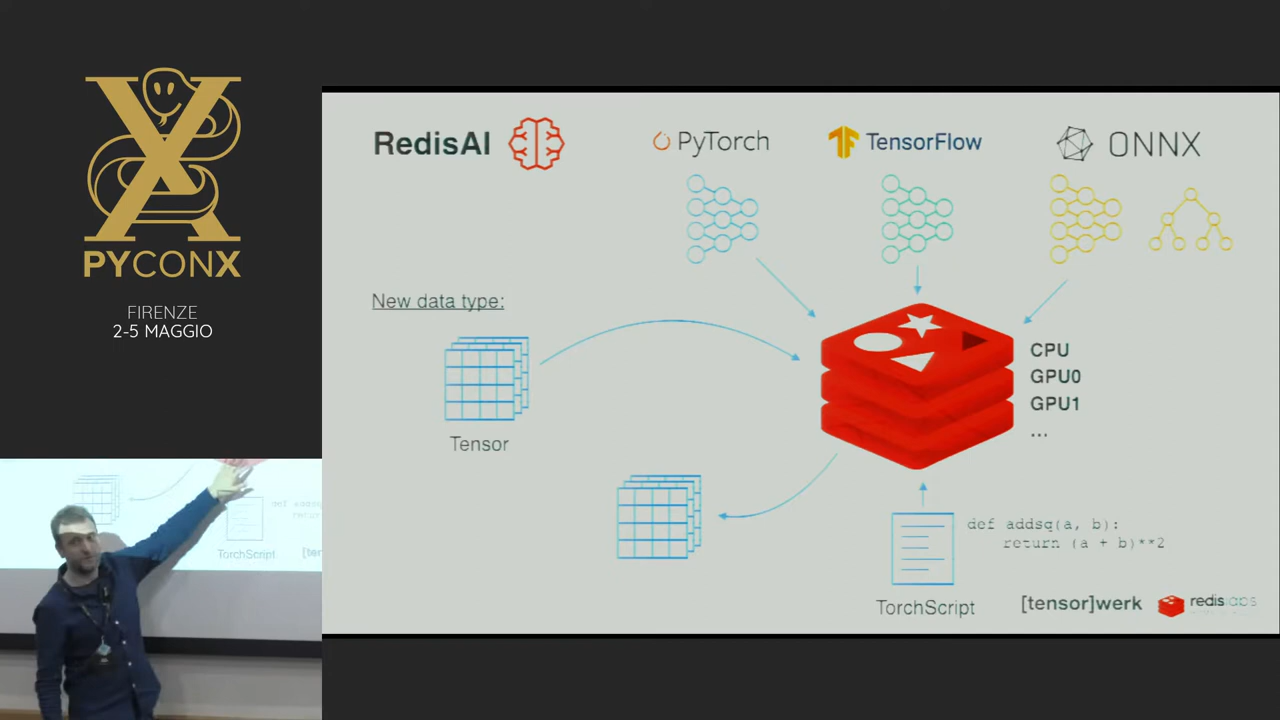 PYCONX
FIRENZE
2-5 MAGGIO
RedisAI
PyTorch
TensorFlow
ONNX
New data type:
Tensor
CPU
GPU0
GPU1
...
def addsq(a, b):
return (a + b)**2
TorchScript
[tensor]werk
redislabs
TorchScript